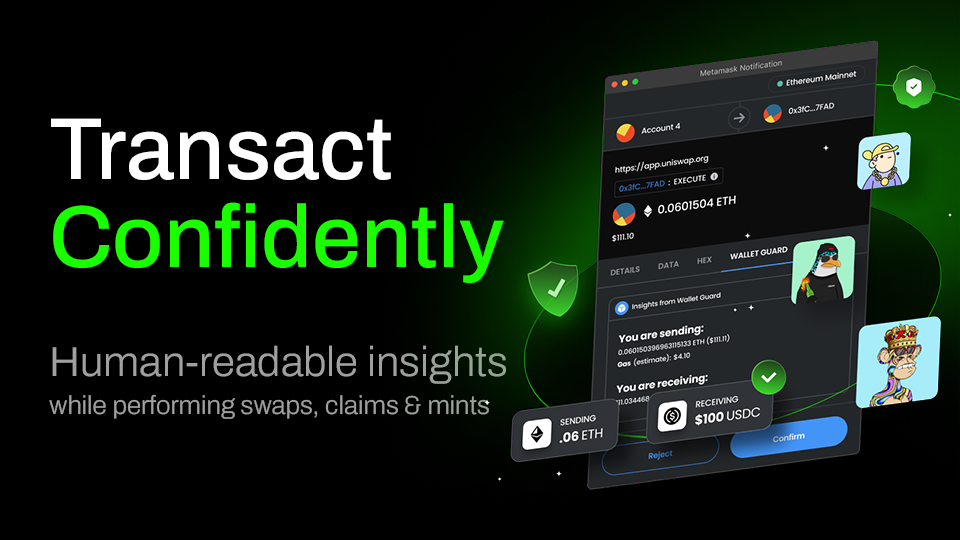 Transact
Confidently
Human-readable insights
while performing swaps, claims & mints
Metamask Notification
Ethereum Mainnet
Account 4
0x3fC...7FAD
https://app.uniswap.org
0x3fC...7FAD : EXECUTE
0.0601504 ETH
$111.10
DETAILS DATA HEX WALLET GUARD
Insights from Wallet Guard
You are sending:
0.060150396963115133 ETH ($111.11)
Gas (estimate): $4.10
You are receiving:
SENDING
.06 ETH
RECEIVING
$100 USDC
Reject
Confirm